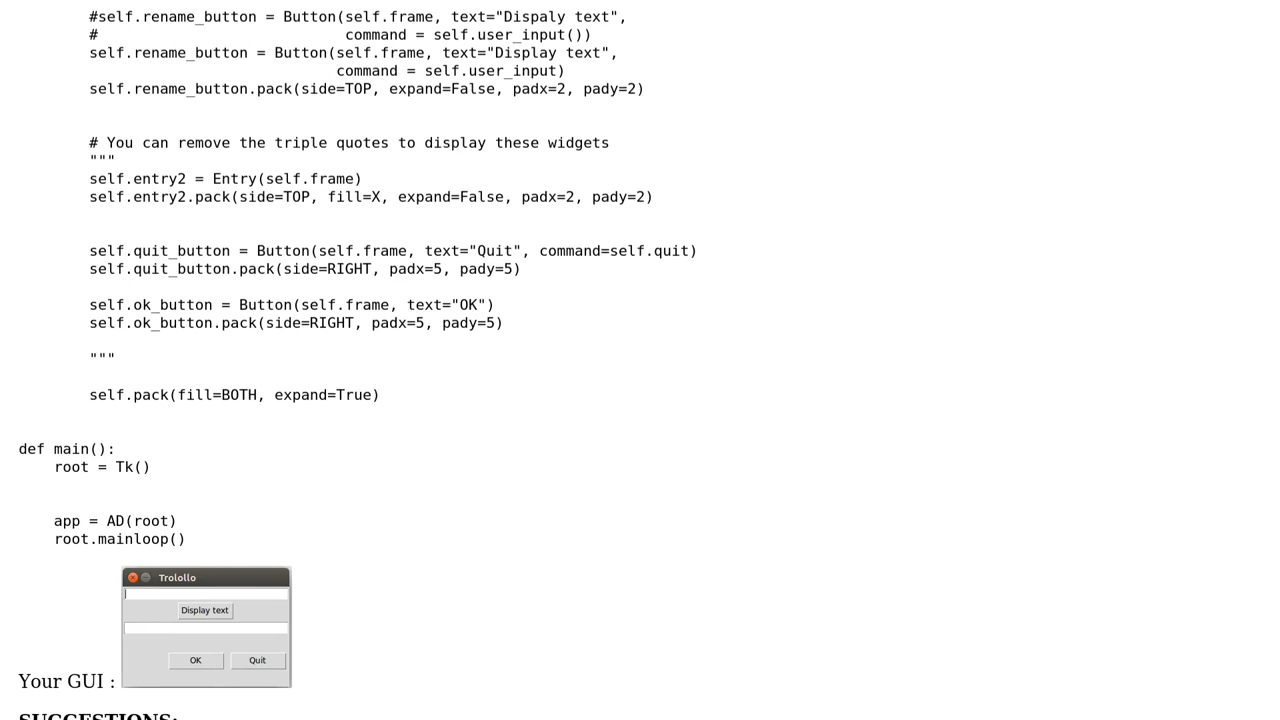 #self.rename_button = Button(self.frame, text="Dispaly text",
#                            command = self.user_input())
self.rename_button = Button(self.frame, text="Display text",
                            command = self.user_input)
self.rename_button.pack(side=TOP, expand=False, padx=2, pady=2)
# You can remove the triple quotes to display these widgets
"""
self.entry2 = Entry(self.frame)
self.entry2.pack(side=TOP, fill=X, expand=False, padx=2, pady=2)
self.quit_button = Button(self.frame, text="Quit", command=self.quit)
self.quit_button.pack(side=RIGHT, padx=5, pady=5)
self.ok_button = Button(self.frame, text="OK")
self.ok_button.pack(side=RIGHT, padx=5, pady=5)
"""
self.pack(fill=BOTH, expand=True)
def main():
    root = Tk()
    app = AD(root)
    root.mainloop()
Trolollo
Display text
OK Quit
Your GUI :
SUGGESTIONS: